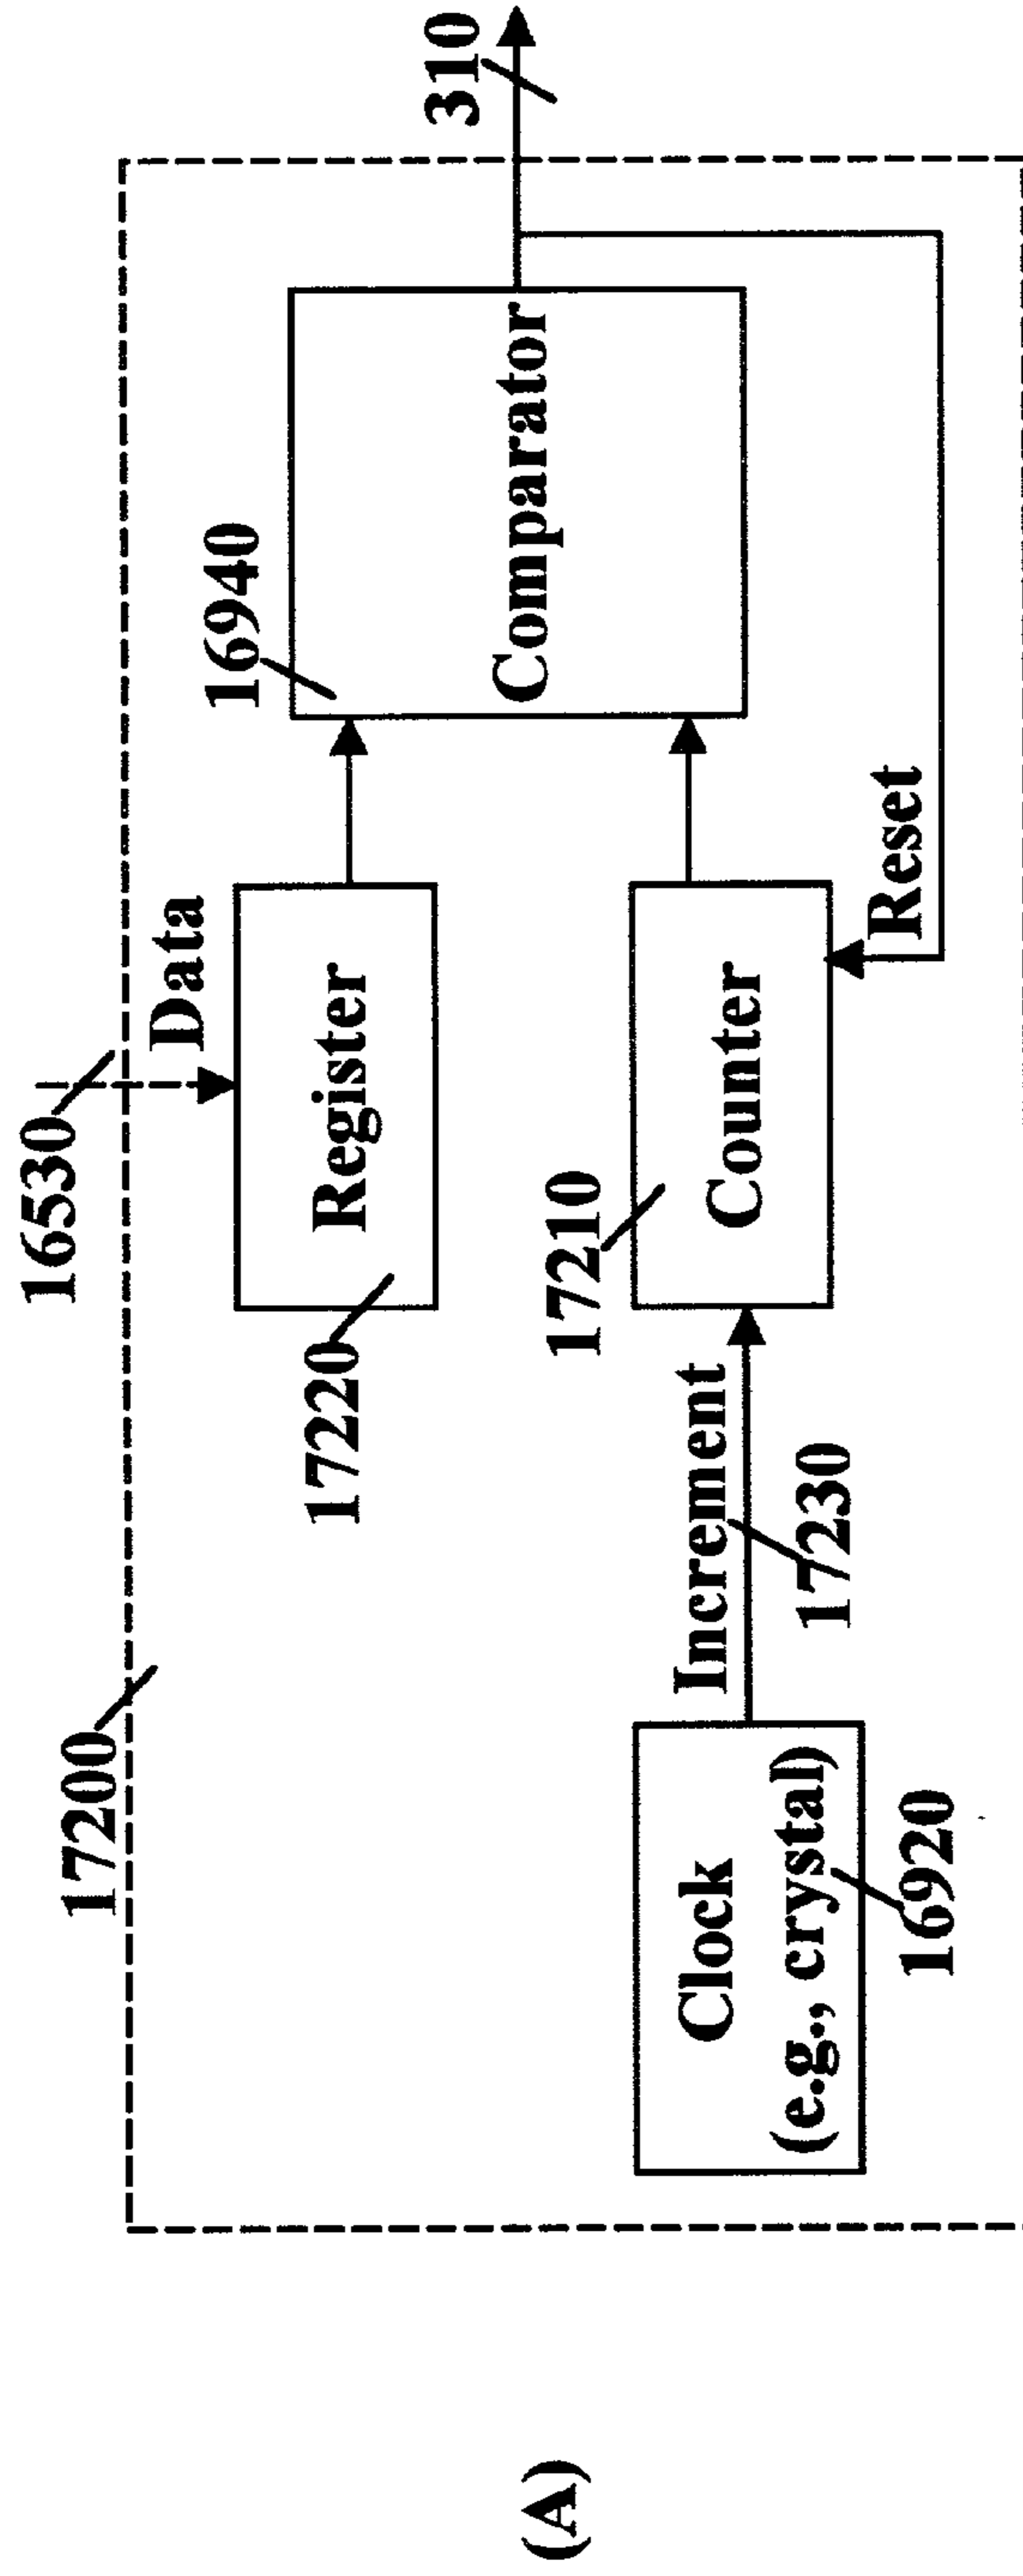 (A)
17200
16530
Data
Register
17220
16940
Comparator
310
17210
Counter
Reset
Increment
17230
Clock
(e.g., crystal)
16920